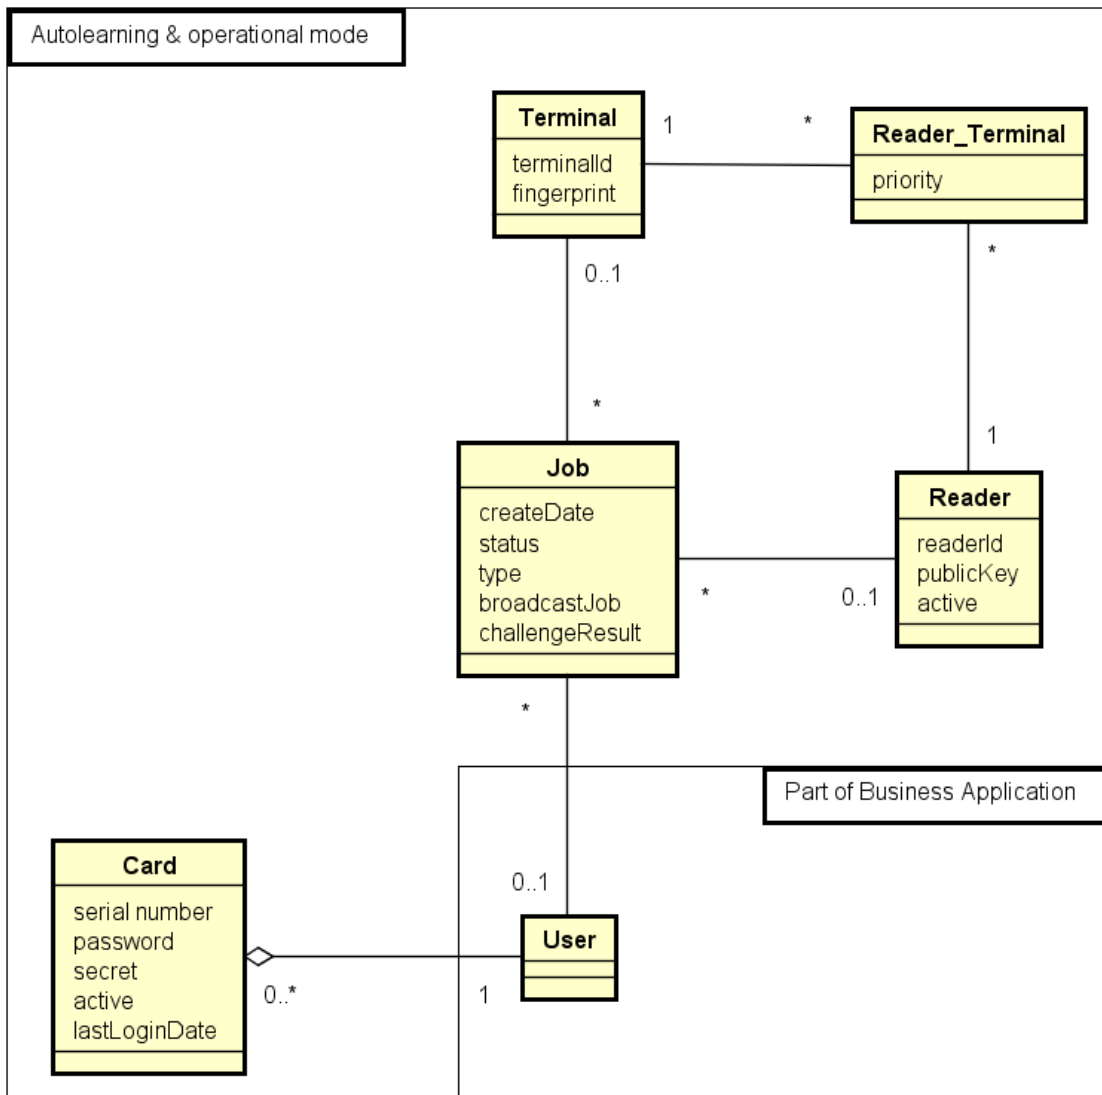 Autolearning & operational mode
Terminal
terminalId
fingerprint
1
*
Reader_Terminal
priority
0..1
*
*
1
Job
createDate
status
type
broadcastJob
challengeResult
Reader
readerId
publicKey
active
*
0..1
*
Part of Business Application
Card
serial number
password
secret
active
lastLoginDate
0..1
User
0..*
1